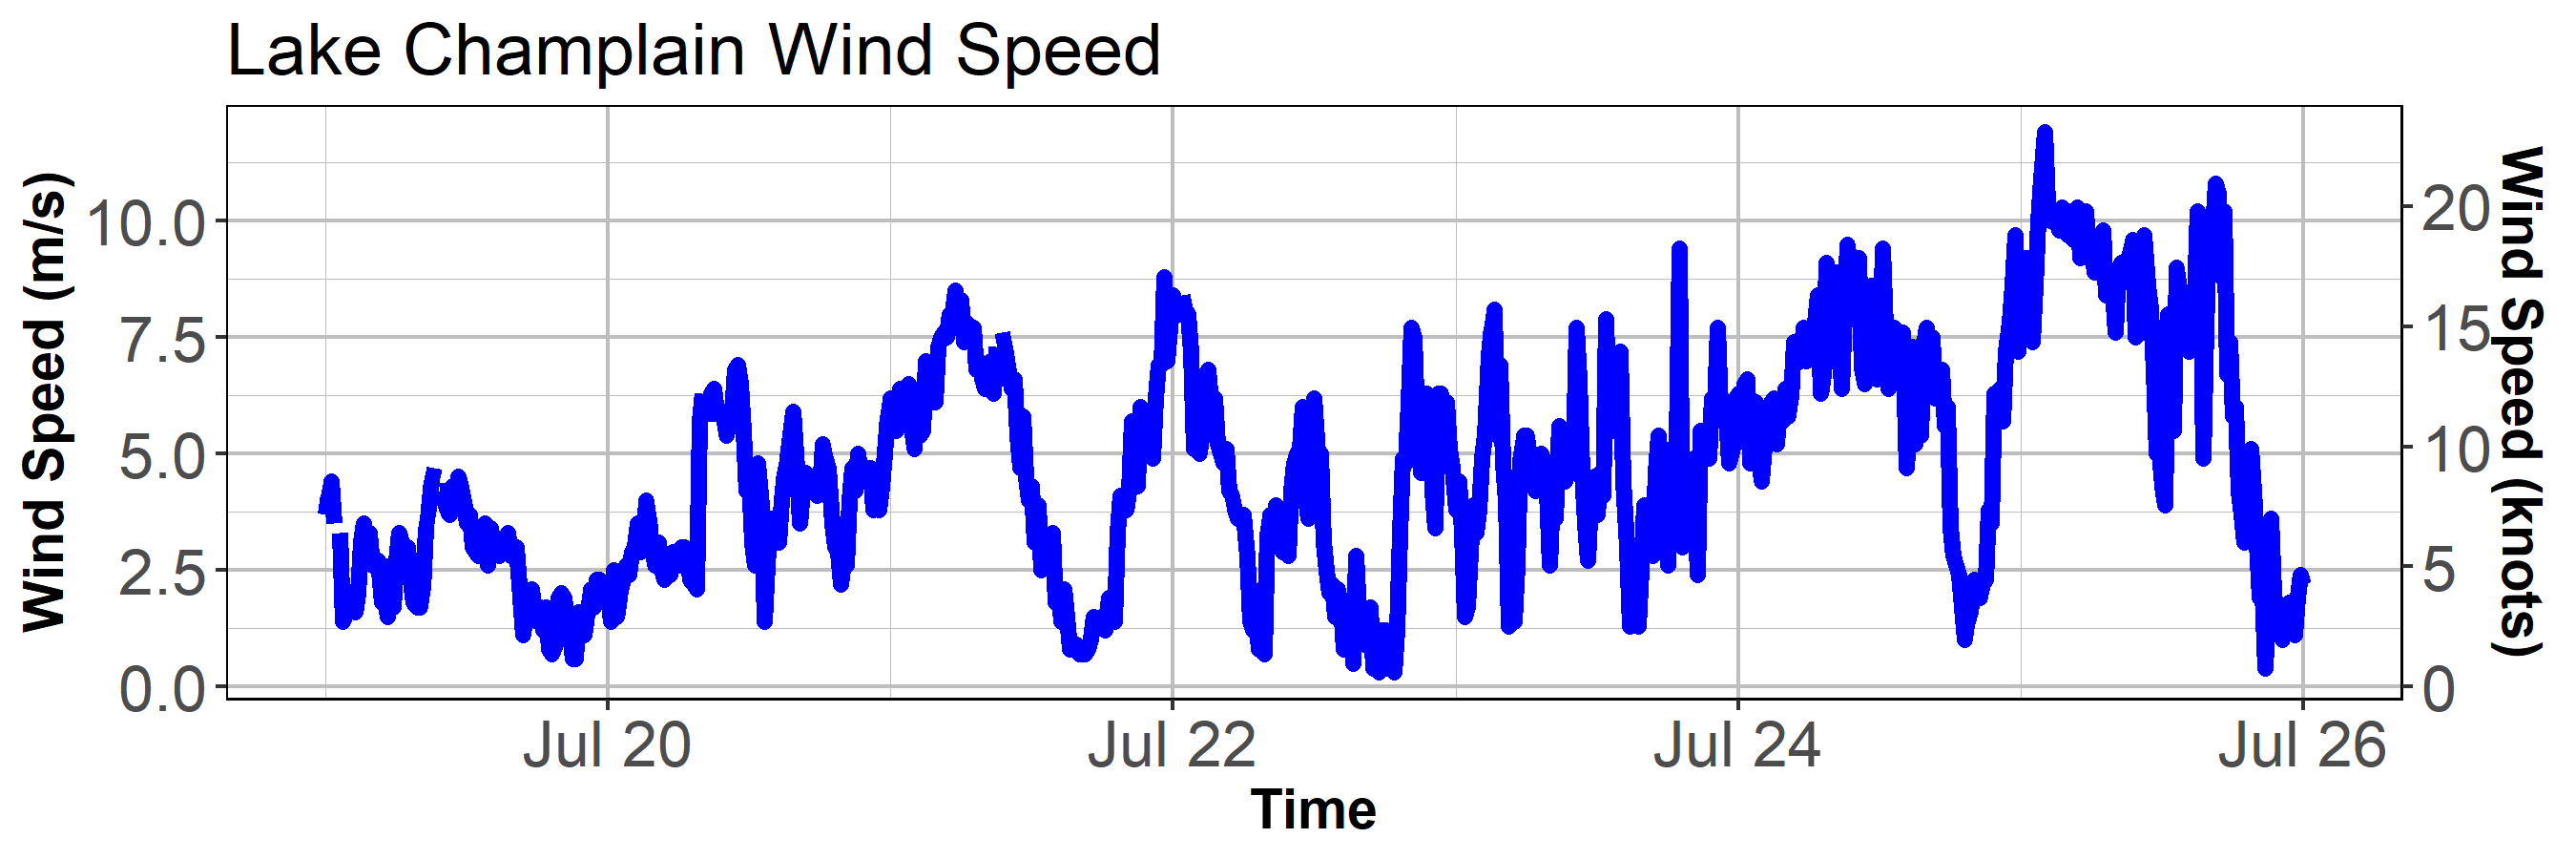 Lake Champlain Wind Speed
Wind Speed (m/s)
10.0
7.5
5.0
2.5
0.0
20
15
10
5
0
Wind Speed (knots)
Jul 20
Jul 22
Jul 24
Jul 26
Time